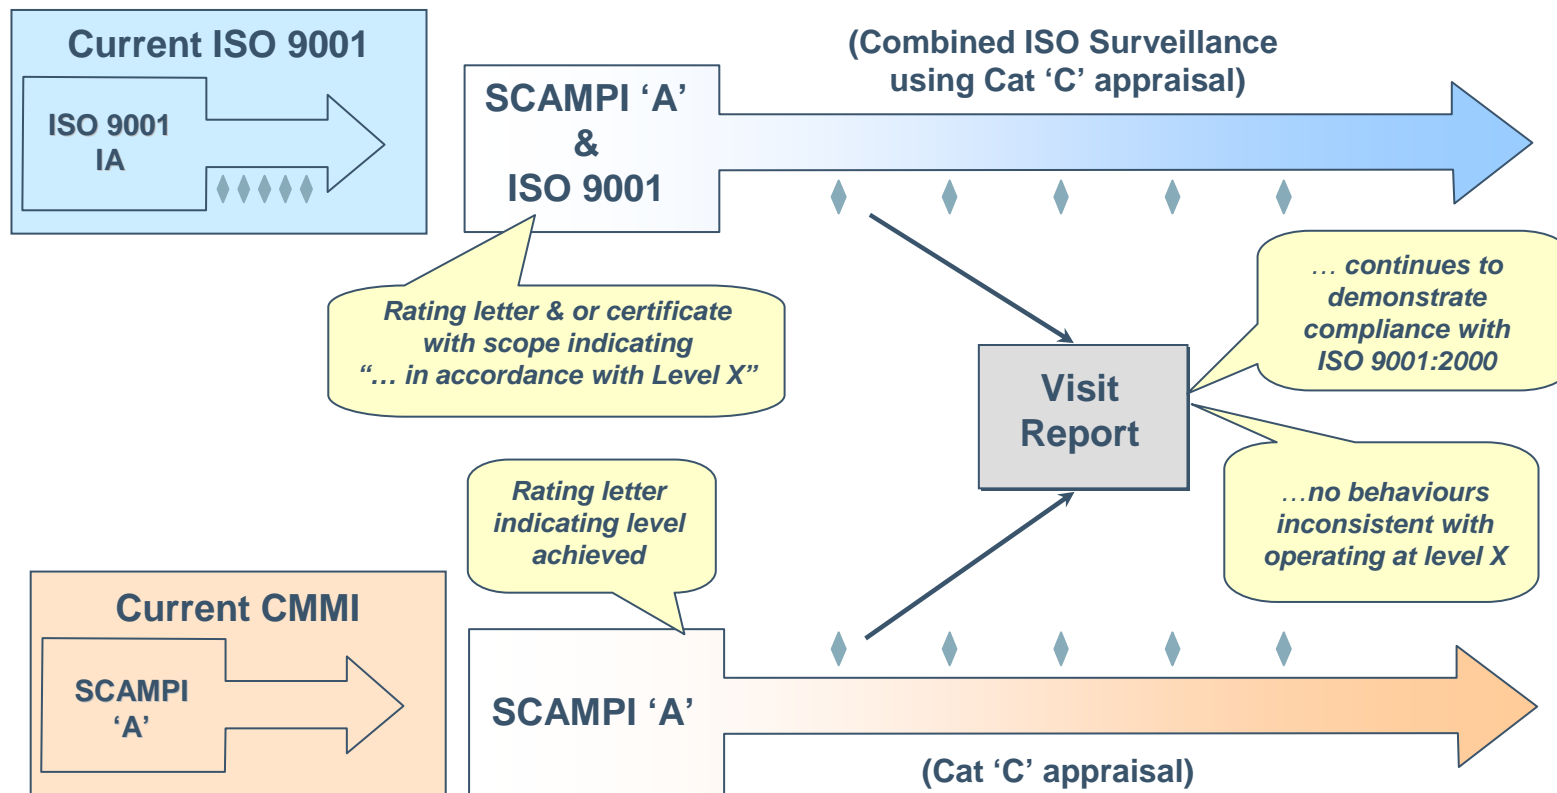 Current ISO 9001
ISO 9001
IA
SCAMPI ‘A’
&
ISO 9001
(Combined ISO Surveillance
using Cat ‘C’ appraisal)
Rating letter & or certificate
with scope indicating
“… in accordance with Level X”
… continues to
demonstrate
compliance with
ISO 9001:2000
Visit
Report
…no behaviours
inconsistent with
operating at level X
Rating letter
indicating level
achieved
Current CMMI
SCAMPI
‘A’
SCAMPI ‘A’
(Cat ‘C’ appraisal)